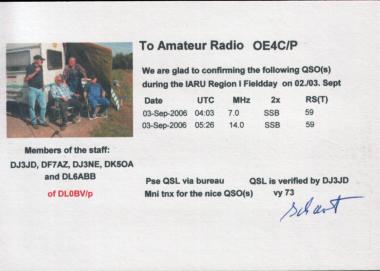 To Amateur Radio OE4C/P
We are glad to confirming the following QSO(s)
during the IARU Region I Fieldday on 02./03. Sept
Date UTC MHz 2x RS(T)
03-Sep-2006 04:03 7.0 SSB 59
03-Sep-2006 05:26 14.0 SSB 59
Members of the staff:
DJ3JD, DF7AZ, DJ3NE, DK5OA
and DL6ABB
of DL0BV/p
Pse QSL via bureau QSL is verified by DJ3JD
Mni tnx for the nice QSO(s) vy 73